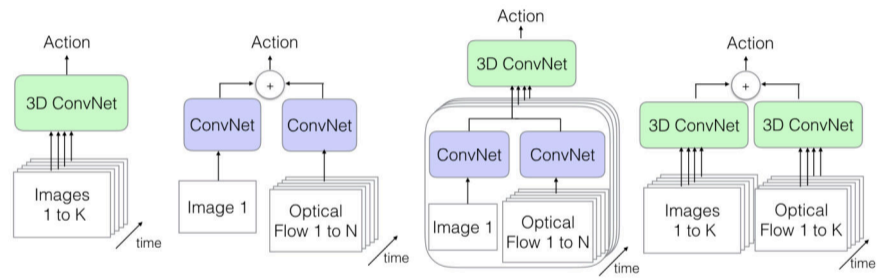 Action
3D ConvNet
Images
1 to K
time
Action
+
ConvNet
ConvNet
Image 1
Optical
Flow 1 to N
time
Action
3D ConvNet
ConvNet
ConvNet
Image 1
Optical
Flow 1 to N
time
Action
+
3D ConvNet
3D ConvNet
Images
1 to K
Optical
Flow 1 to K
time